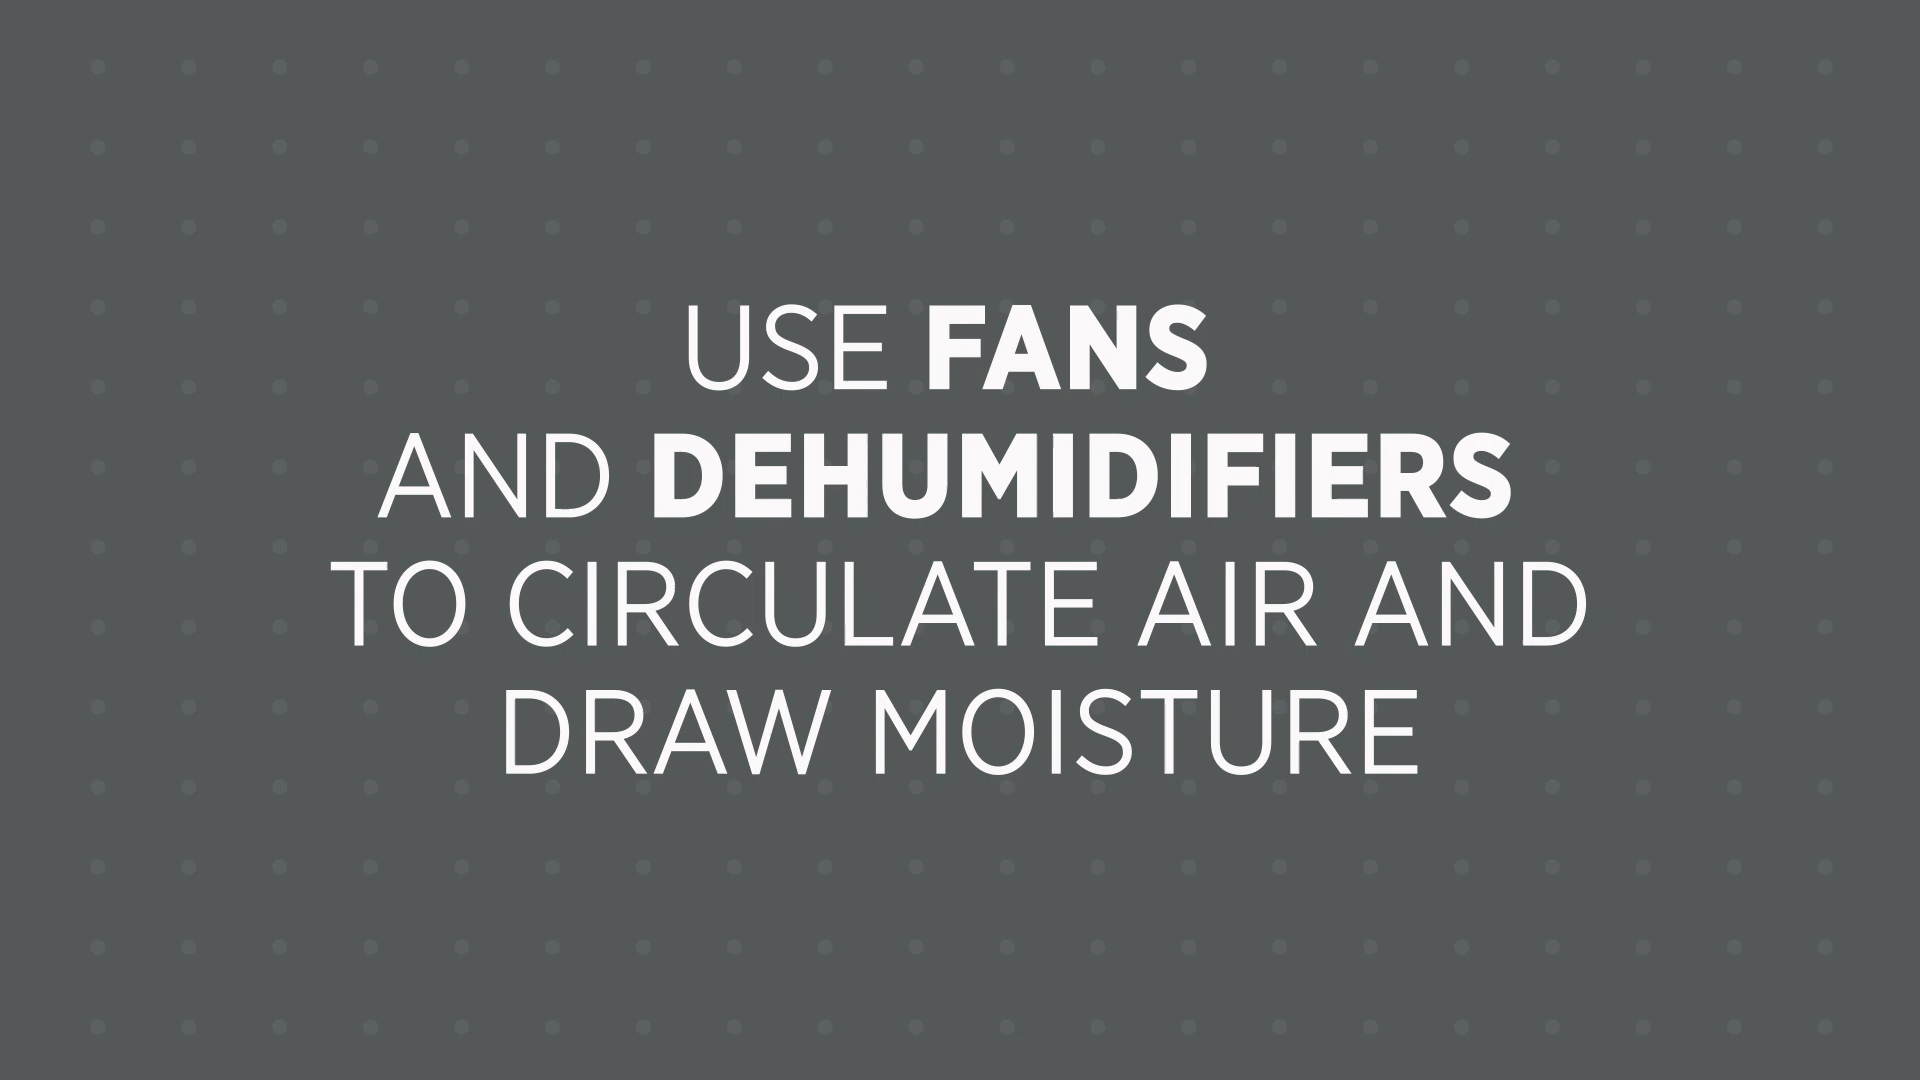 USE FANS
AND DEHUMIDIFIERS
TO CIRCULATE AIR AND
DRAW MOISTURE